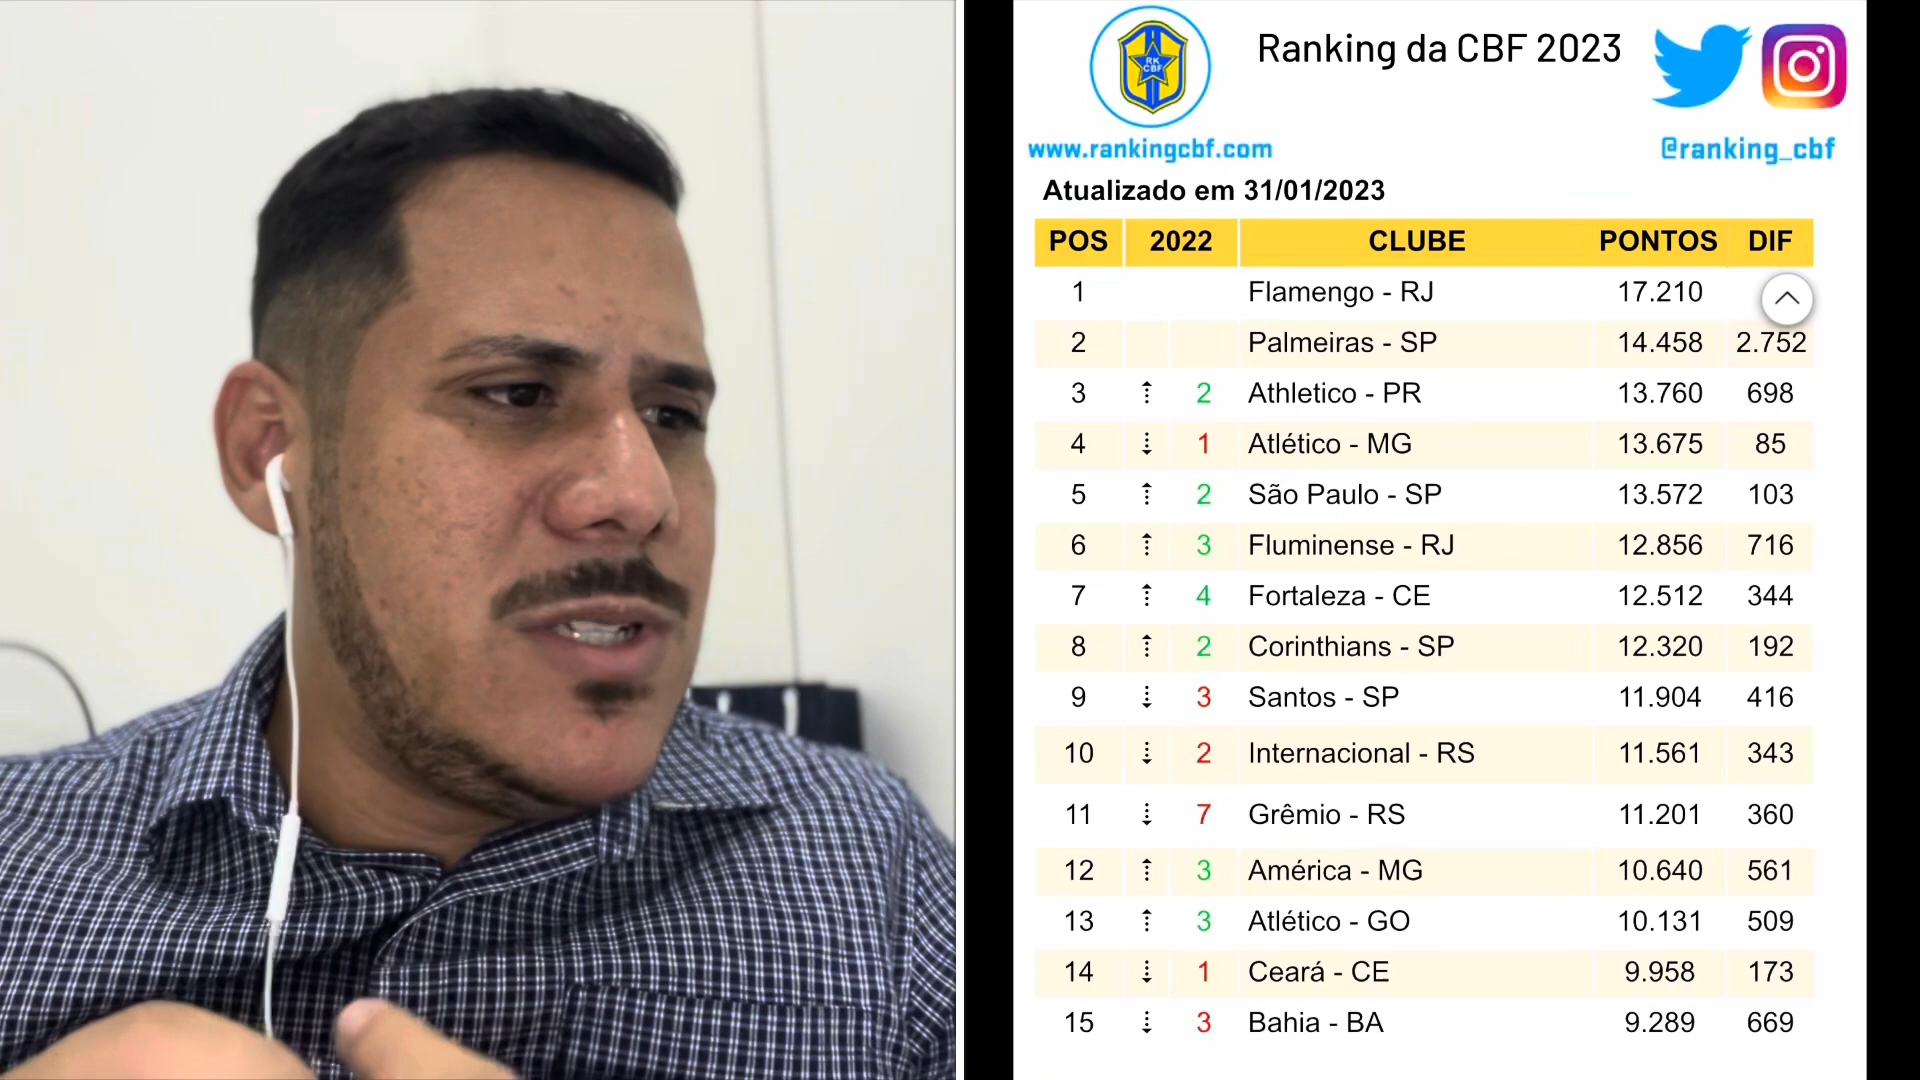 RK
CBF
Ranking da CBF 2023
www.rankingcbf.com
@ranking_cbf
Atualizado em 31/01/2023
POS 2022 CLUBE PONTOS DIF
1 Flamengo - RJ 17.210
2 Palmeiras - SP 14.458 2.752
3 2 Athletico - PR 13.760 698
4 1 Atlético - MG 13.675 85
5 2 São Paulo - SP 13.572 103
6 3 Fluminense - RJ 12.856 716
7 4 Fortaleza - CE 12.512 344
8 2 Corinthians - SP 12.320 192
9 3 Santos - SP 11.904 416
10 2 Internacional - RS 11.561 343
11 7 Grêmio - RS 11.201 360
12 3 América - MG 10.640 561
13 3 Atlético - GO 10.131 509
14 1 Ceará - CE 9.958 173
15 3 Bahia - BA 9.289 669